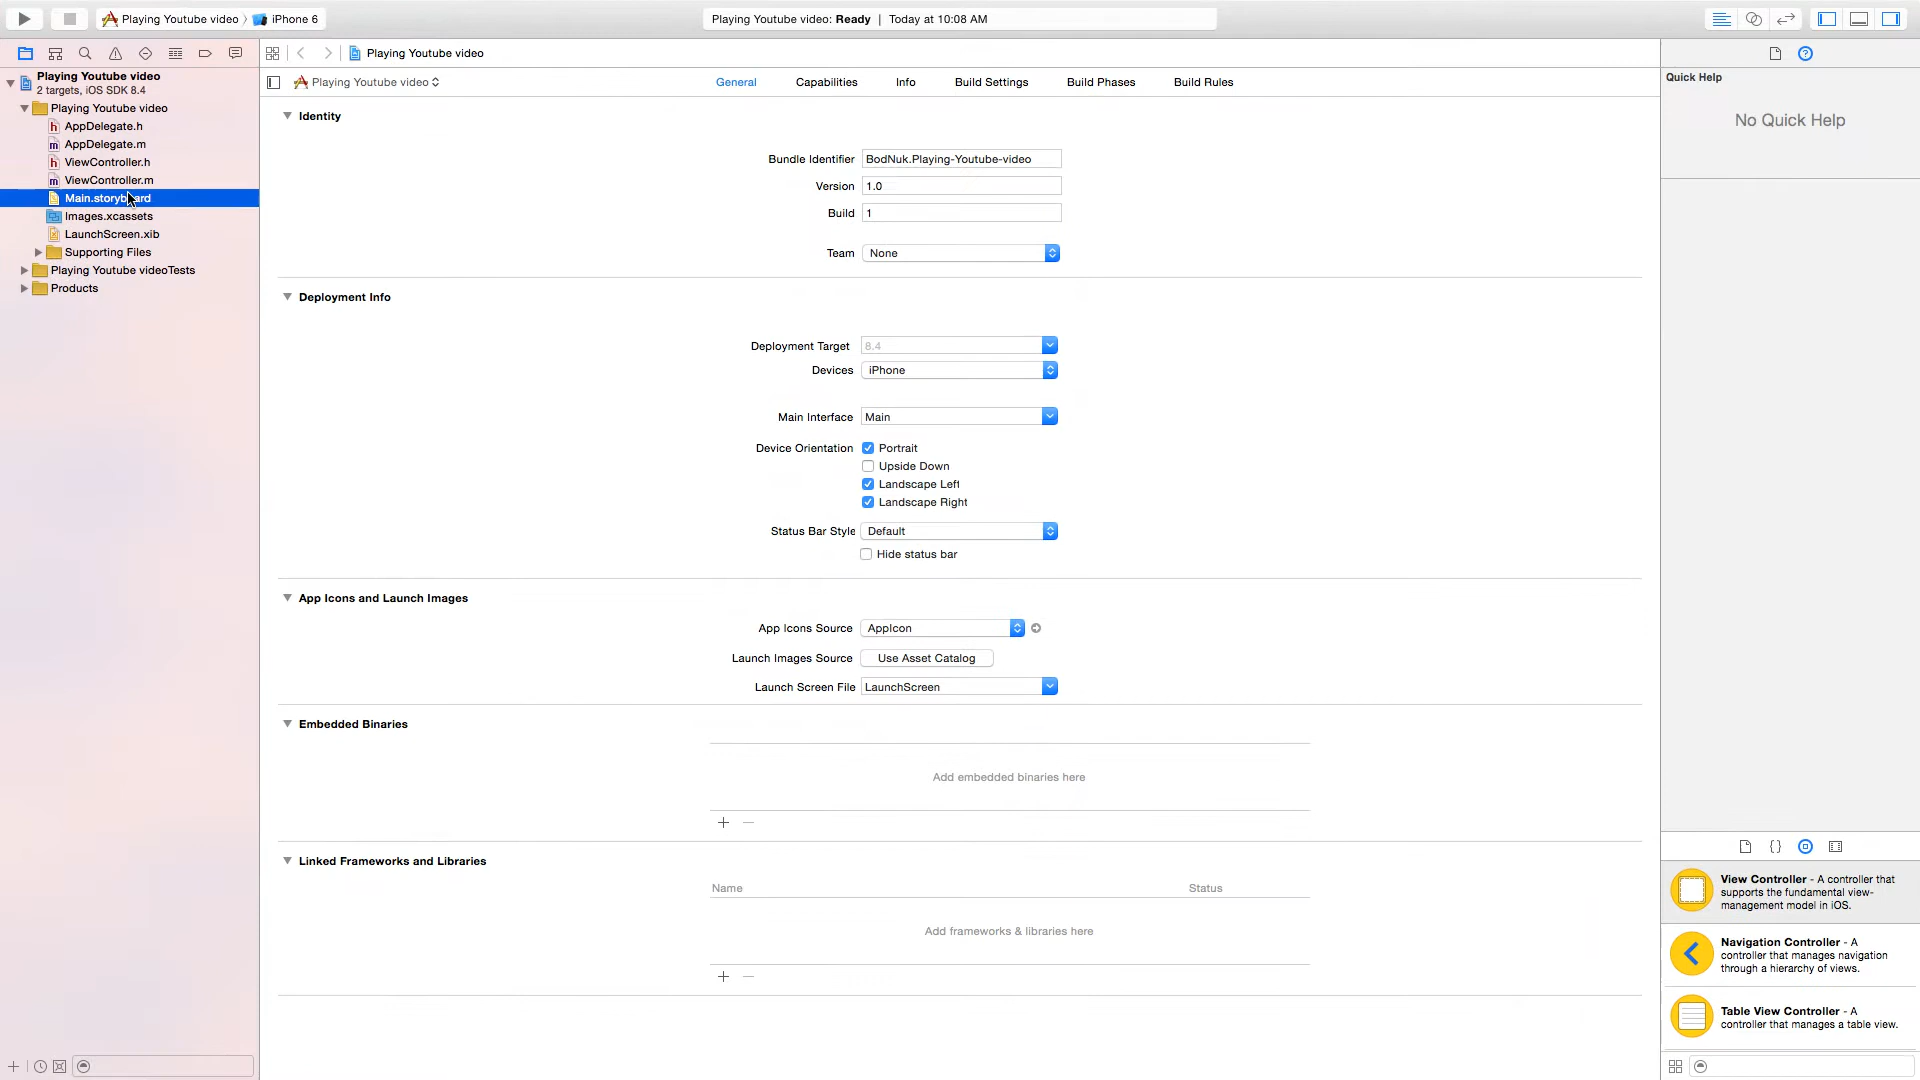 Playing Youtube video
iPhone 6
Playing Youtube video: Ready | Today at 10:08 AM
Playing Youtube video
2 targets, iOS SDK 8.4
Playing Youtube video
AppDelegate.h
AppDelegate.m
ViewController.h
ViewController.m
Main.storyboard
Images.xcassets
LaunchScreen.xib
Supporting Files
Playing Youtube videoTests
Products
Playing Youtube video
Playing Youtube video
General
Capabilities
Info
Build Settings
Build Phases
Build Rules
Identity
Bundle Identifier BodNuk.Playing-Youtube-video
Version 1.0
Build 1
Team None
Deployment Info
Deployment Target 8.4
Devices iPhone
Main Interface Main
Device Orientation Portrait
Upside Down
Landscape Left
Landscape Right
Status Bar Style Default
Hide status bar
App Icons and Launch Images
App Icons Source AppIcon
Launch Images Source Use Asset Catalog
Launch Screen File LaunchScreen
Embedded Binaries
Add embedded binaries here
Linked Frameworks and Libraries
Name Status
Add frameworks & libraries here
Quick Help
No Quick Help
View Controller - A controller that
supports the fundamental view-
management model in iOS.
Navigation Controller - A
controller that manages navigation
through a hierarchy of views.
Table View Controller - A
controller that manages a table view.